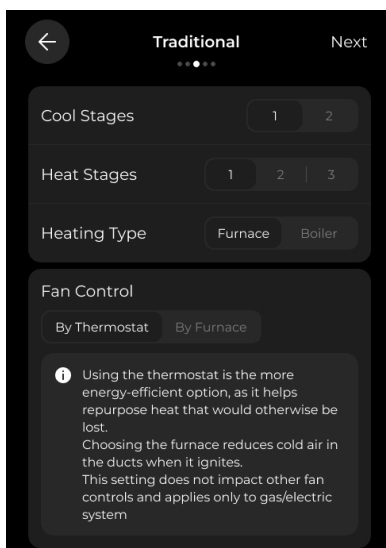 Traditional
Next
Cool Stages
1 2
Heat Stages
1 2 3
Heating Type
Furnace Boiler
Fan Control
By Thermostat By Furnace
Using the thermostat is the more
energy-efficient option, as it helps
repurpose heat that would otherwise be
lost.
Choosing the furnace reduces cold air in
the ducts when it ignites.
This setting does not impact other fan
controls and applies only to gas/electric
system